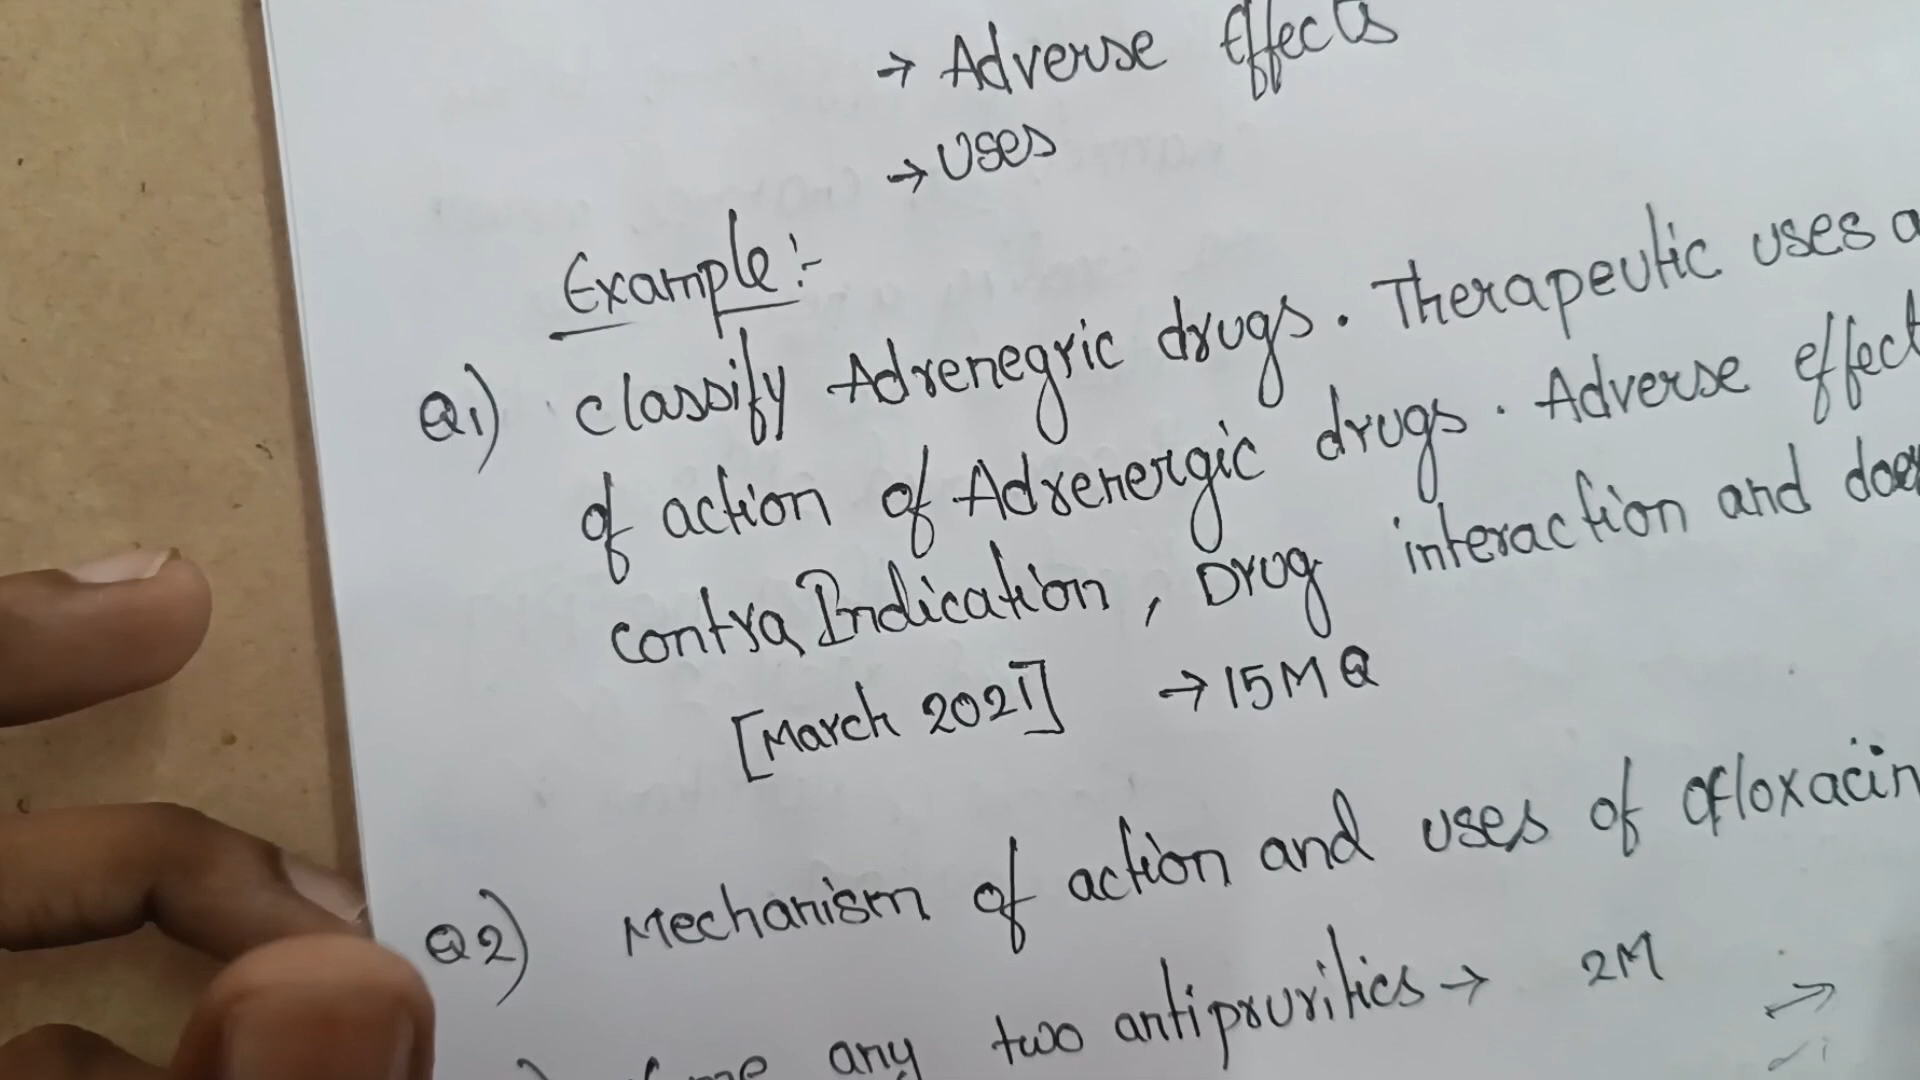 → Adverse Effects
→ Uses
Example:-
Q1) classify Adrenegric drugs. Therapeutic uses a
of action of Adrenergic drugs. Adverse effect
contra Indication, Drug interaction and does
[March 2021] → 15M Q
Q2) Mechanism of action and uses of ofloxacin
any two antipruritics → 2M